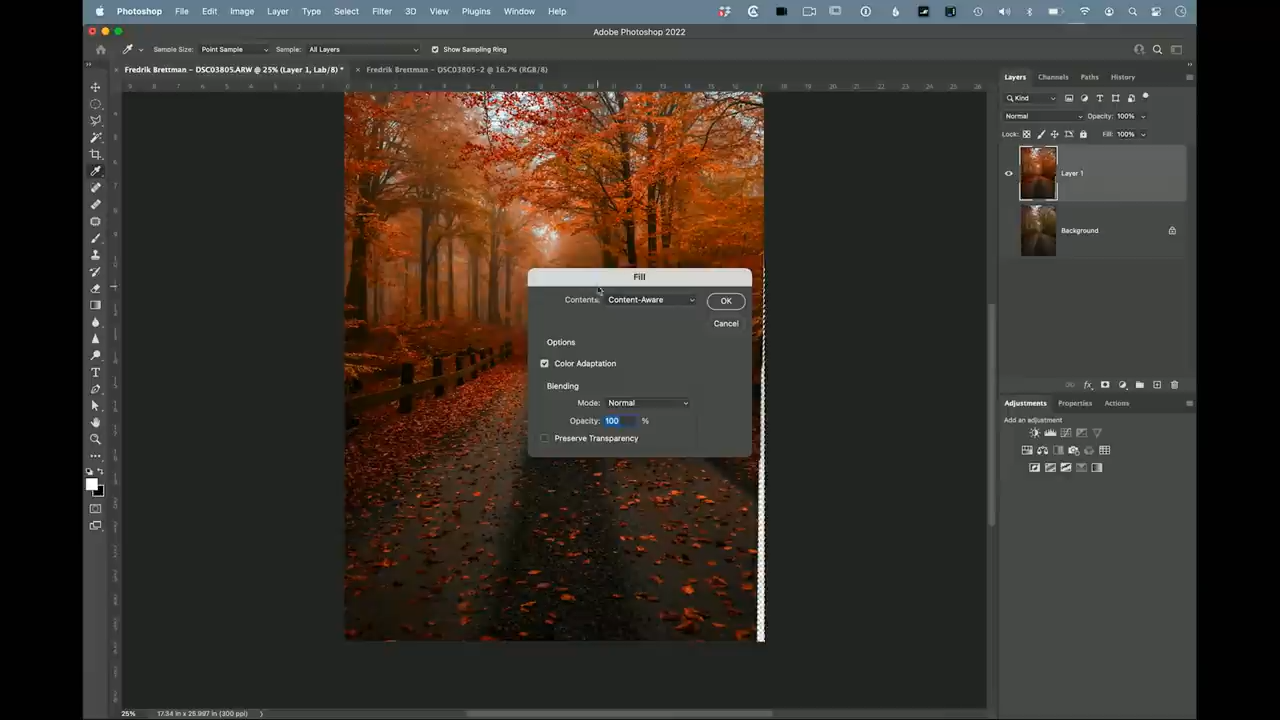 Photoshop File Edit Image Layer Type Select Filter 3D View Plugins Window Help
Adobe Photoshop 2022
Sample Size: Point Sample Sample: All Layers Show Sampling Ring
Fredrik Brettman – DSC03805.ARW @ 25% (Layer 1, Lab/8) * Fredrik Brettman – DSC03805-2 @ 16.7% (RGB/8)
Layers Channels Paths History
Kind
Normal Opacity: 100%
Lock: Fill: 100%
Layer 1
Background
Fill
Contents: Content-Aware OK
Cancel
Options
Color Adaptation
Blending
Mode: Normal
Opacity: 100 %
Preserve Transparency
Adjustments Properties Actions
Add an adjustment
25% 17.34 in x 25.997 in (300 ppi)